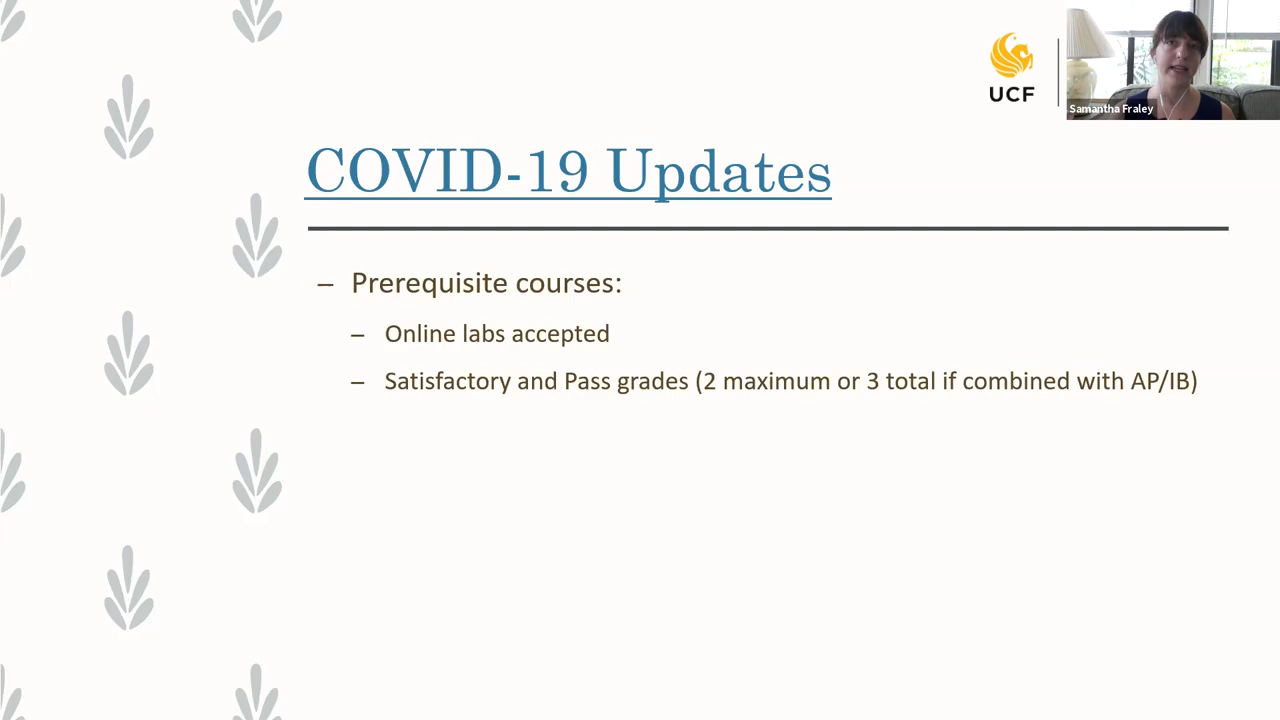 UCF
Samantha Fraley
COVID-19 Updates
– Prerequisite courses:
– Online labs accepted
– Satisfactory and Pass grades (2 maximum or 3 total if combined with AP/IB)